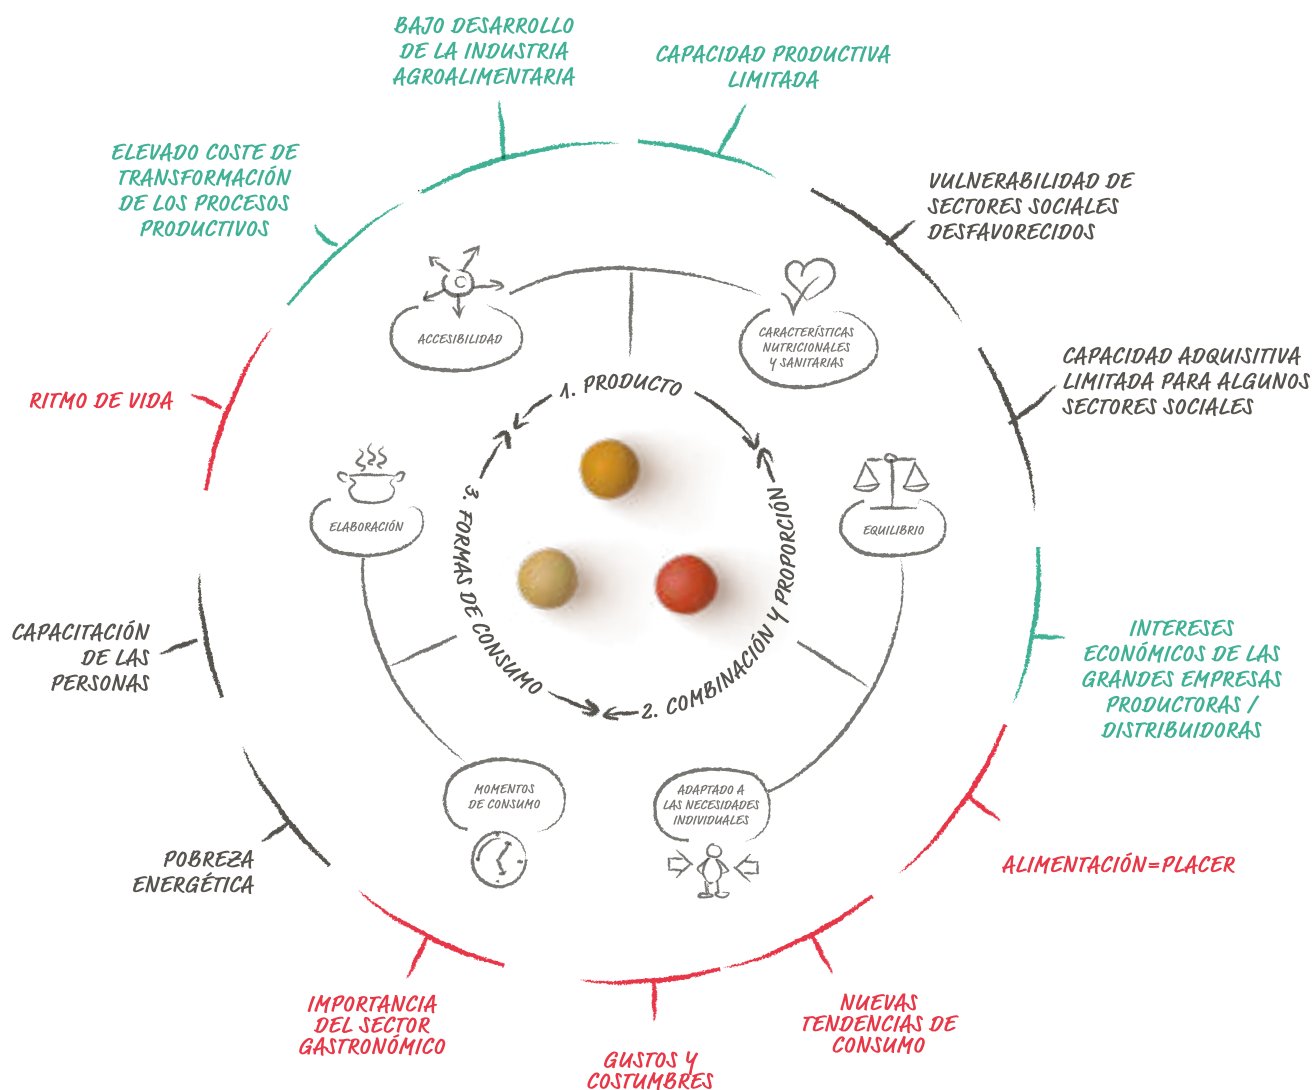 BAJO DESARROLLO
DE LA INDUSTRIA
AGROALIMENTARIA
CAPACIDAD PRODUCTIVA
LIMITADA
VULNERABILIDAD DE
SECTORES SOCIALES
DESFAVORECIDOS
CAPACIDAD ADQUISITIVA
LIMITADA PARA ALGUNOS
SECTORES SOCIALES
INTERESES
ECONÓMICOS DE LAS
GRANDES EMPRESAS
PRODUCTORAS /
DISTRIBUIDORAS
ALIMENTACIÓN=PLACER
NUEVAS
TENDENCIAS DE
CONSUMO
GUSTOS Y
COSTUMBRES
IMPORTANCIA
DEL SECTOR
GASTRONÓMICO
POBREZA
ENERGÉTICA
CAPACITACIÓN
DE LAS
PERSONAS
RITMO DE VIDA
ELEVADO COSTE DE
TRANSFORMACIÓN
DE LOS PROCESOS
PRODUCTIVOS
ACCESIBILIDAD
CARACTERÍSTICAS
NUTRICIONALES
Y SANITARIAS
EQUILIBRIO
ADAPTADO A
LAS NECESIDADES
INDIVIDUALES
MOMENTOS
DE CONSUMO
ELABORACIÓN
1. PRODUCTO
2. COMBINACIÓN Y PROPORCIÓN
3. FORMAS DE CONSUMO